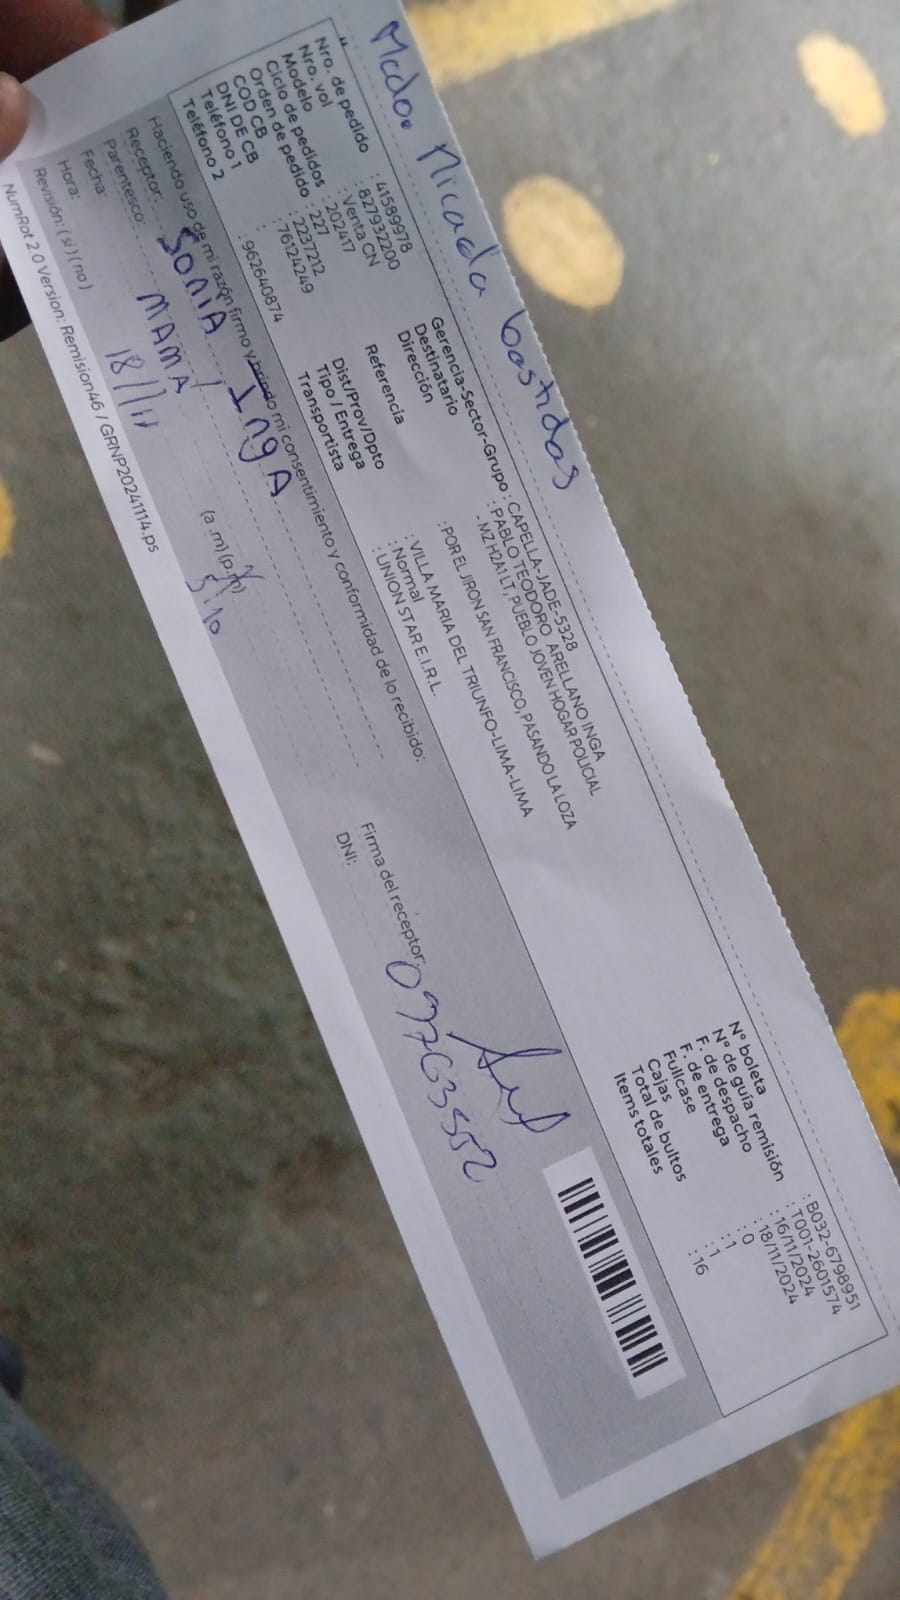 Mcdo. Micada bastidas
Nro. de pedido : 41589978
Nro. vol : 827932200
Modelo : Venta CN
Ciclo de pedidos : 202417
Orden de pedido : 227
COD CB : 2237212
DNI DE CB : 76124249
Teléfono 1 :
Teléfono 2 : 962640874
Gerencia-Sector-Grupo : CAPELLA-JADE-5328
Destinatario : PABLO TEODORO ARELLANO INGA
Dirección : MZ H2A1 LT, PUEBLO JOVEN HOGAR POLICIAL
Referencia : POR EL JIRON SAN FRANCISCO, PASANDO LA LOZA
Dist/Prov/Dpto : VILLA MARIA DEL TRIUNFO-LIMA-LIMA
Tipo / Entrega : Normal
Transportista : UNION STAR E.I.R.L.
N° boleta : B032-6798951
N° de guía remisión : T001-2601574
F. de despacho : 16/11/2024
F. de entrega : 18/11/2024
Fullcase : 0
Cajas : 1
Total de bultos : 1
Items totales : 16
Haciendo uso de mi razón firmo y brindo mi consentimiento y conformidad de lo recibido:
Receptor: SONIA INGA
Parentesco: MAMA
Fecha: 18/11
Hora: (a.m)(p.m) 5:10
Revisión: (si) (no)
Firma del receptor:
DNI: 09763552
NumRot 2.0 Version: Remision46 / GRNP20241114.ps